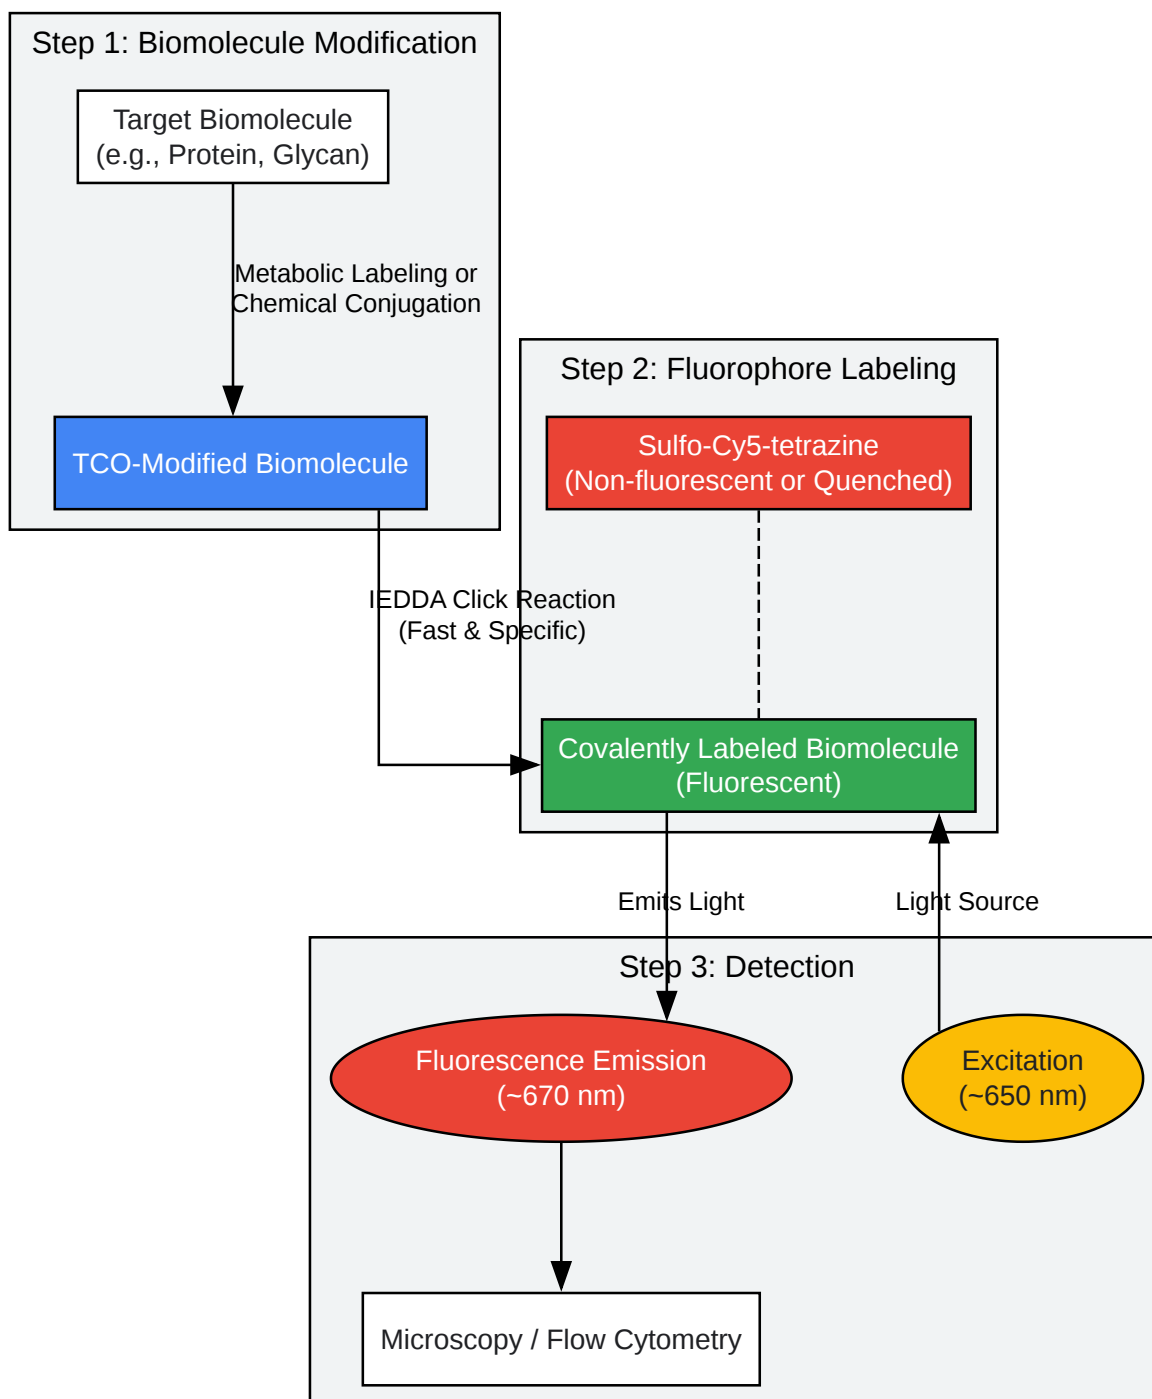 Step 1: Biomolecule Modification
Target Biomolecule
(e.g., Protein, Glycan)
Metabolic Labeling or
Chemical Conjugation
TCO-Modified Biomolecule
Step 2: Fluorophore Labeling
Sulfo-Cy5-tetrazine
(Non-fluorescent or Quenched)
IEDDA Click Reaction
(Fast & Specific)
Covalently Labeled Biomolecule
(Fluorescent)
Emits Light
Light Source
Step 3: Detection
Fluorescence Emission
(~670 nm)
Excitation
(~650 nm)
Microscopy / Flow Cytometry